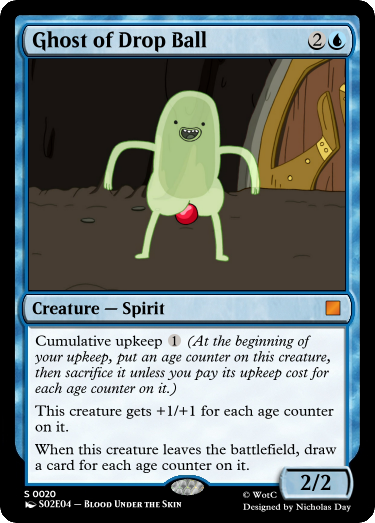 Ghost of Drop Ball 2
Creature — Spirit
Cumulative upkeep 1 (At the beginning of
your upkeep, put an age counter on this creature,
then sacrifice it unless you pay its upkeep cost for
each age counter on it.)
This creature gets +1/+1 for each age counter
on it.
When this creature leaves the battlefield, draw
a card for each age counter on it.
2/2
S 0020
S02E04 – Blood Under the Skin
© WotC
Designed by Nicholas Day